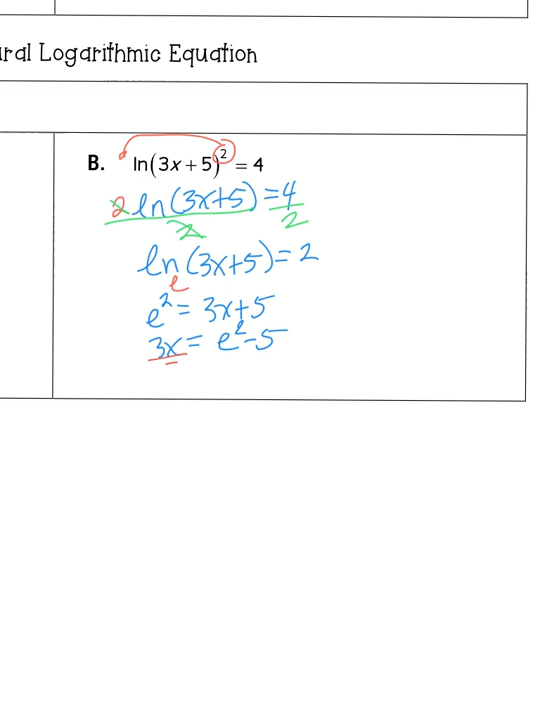 ural Logarithmic Equation
B. ln(3x + 5)² = 4
2ln(3x+5) = 4
2 2
ln(3x+5) = 2
e
e² = 3x+5
3x = e² - 5